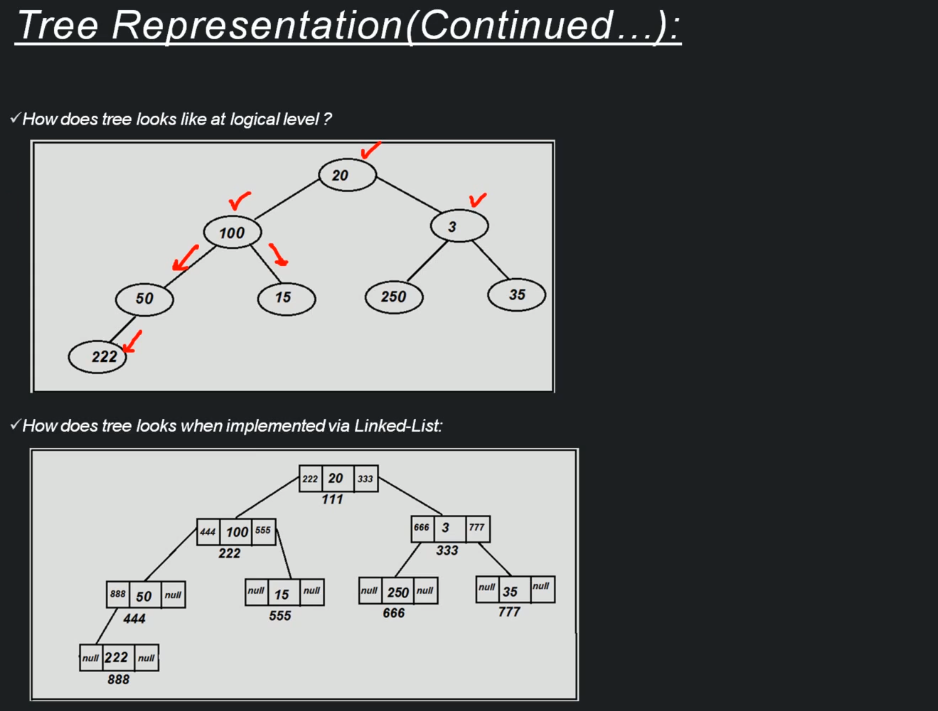 Tree Representation(Continued…):
✓How does tree looks like at logical level ?
20
100
3
50
15
250
35
222
✓How does tree looks when implemented via Linked-List:
222 20 333
111
444 100 555
222
666 3 777
333
888 50 null
444
null 15 null
555
null 250 null
666
null 35 null
777
null 222 null
888